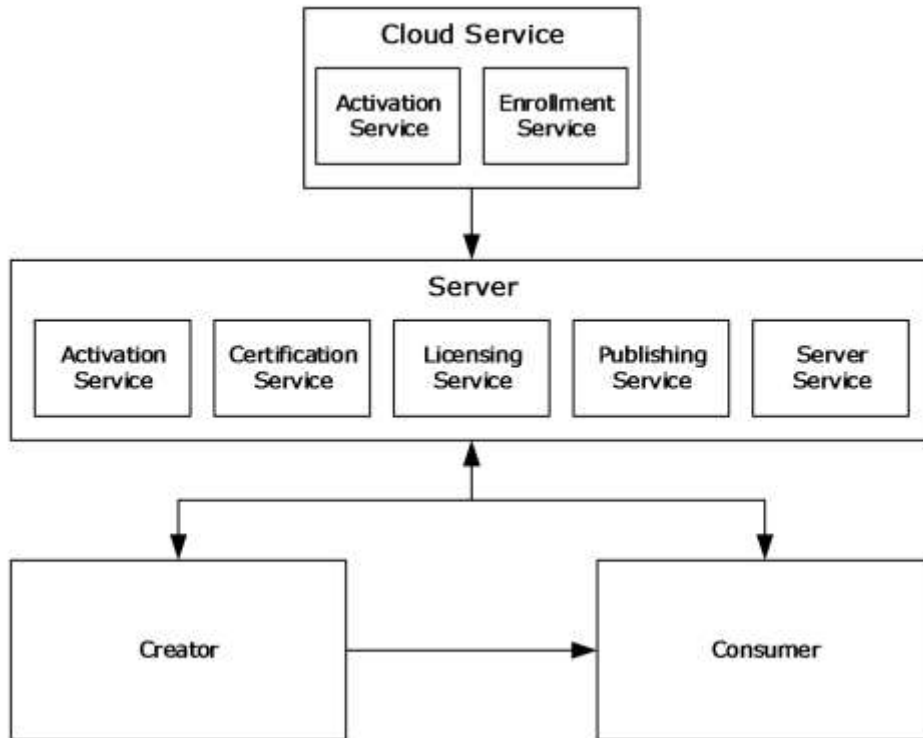 Cloud Service
Activation
Service
Enrollment
Service
Server
Activation
Service
Certification
Service
Licensing
Service
Publishing
Service
Server
Service
Creator
Consumer